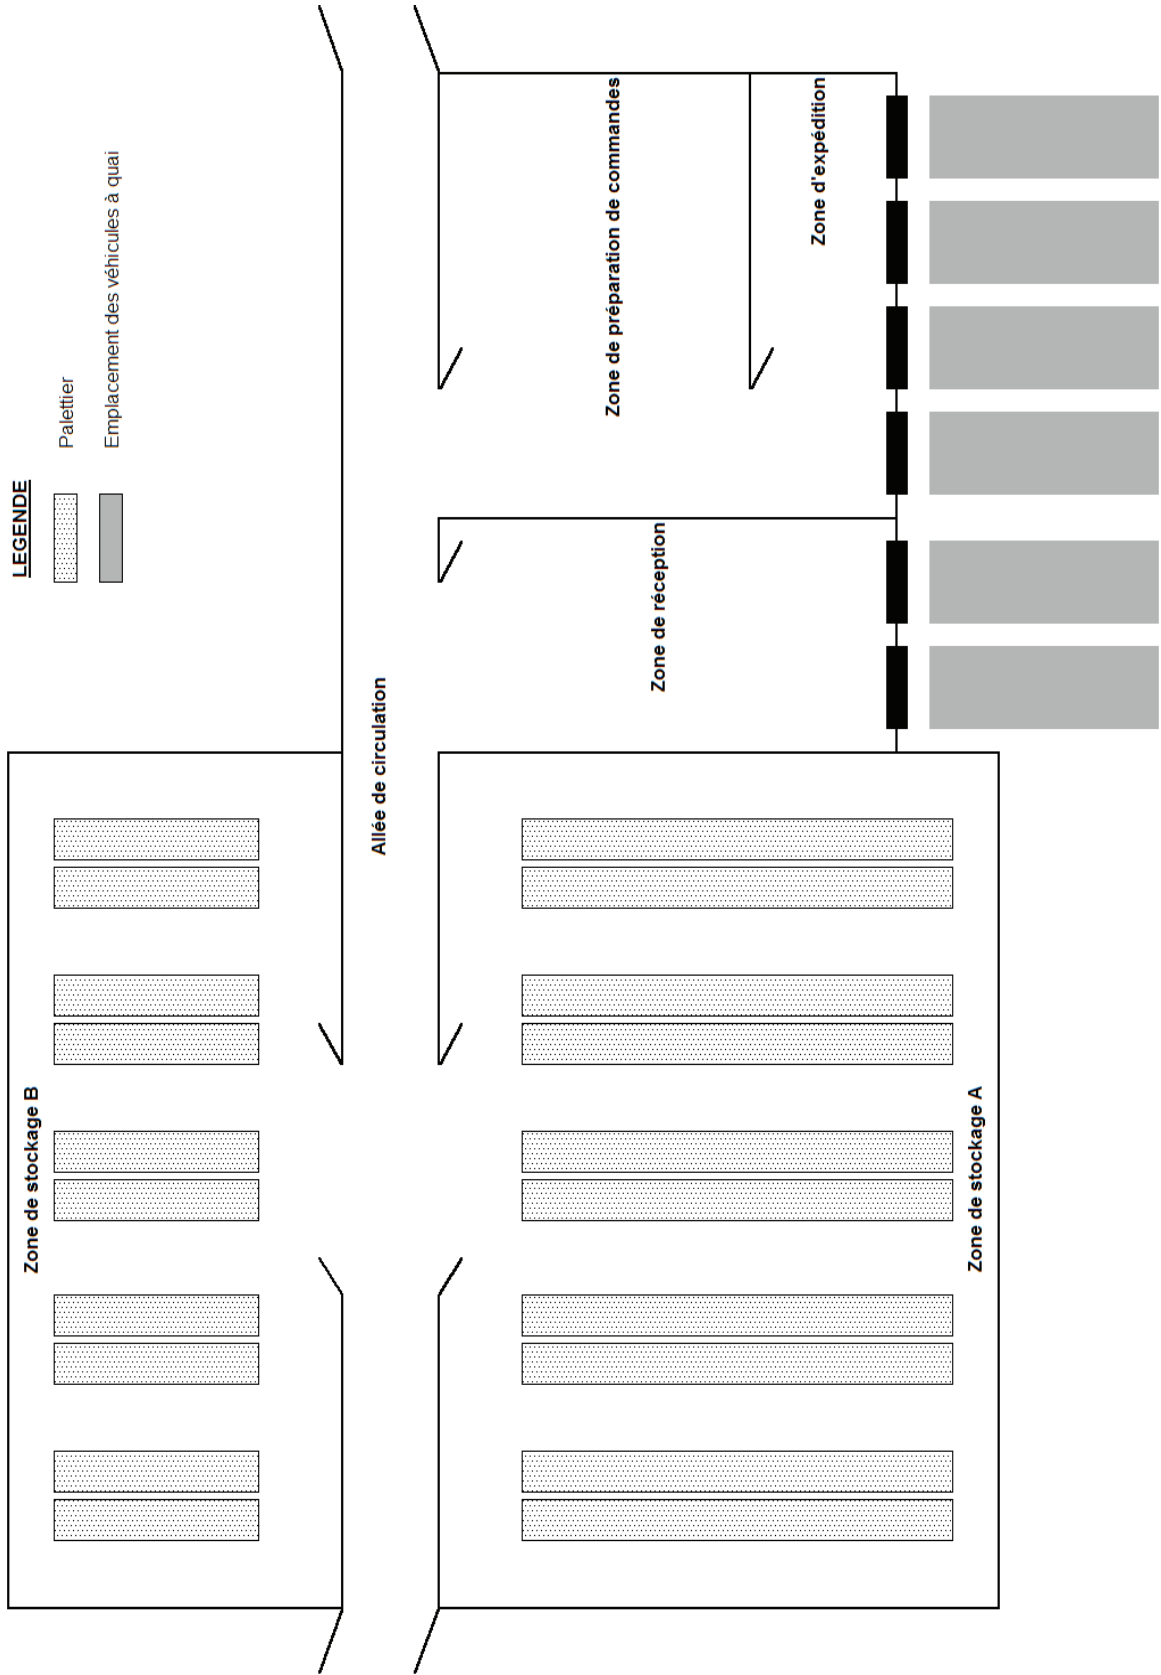 LEGENDE
Palettier
Emplacement des véhicules à quai
Zone de stockage B
Allée de circulation
Zone de préparation de commandes
Zone de réception
Zone d'expédition
Zone de stockage A